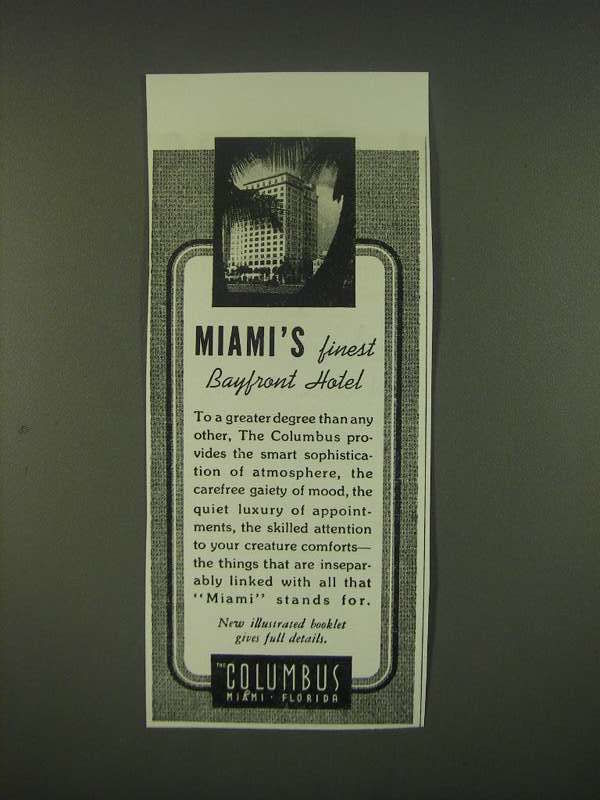 MIAMI'S finest
Bayfront Hotel
To a greater degree than any
other, The Columbus pro-
vides the smart sophistica-
tion of atmosphere, the
carefree gaiety of mood, the
quiet luxury of appoint-
ments, the skilled attention
to your creature comforts—
the things that are insepar-
ably linked with all that
"Miami" stands for.
New illustrated booklet
gives full details.
THE COLUMBUS
MIAMI · FLORIDA